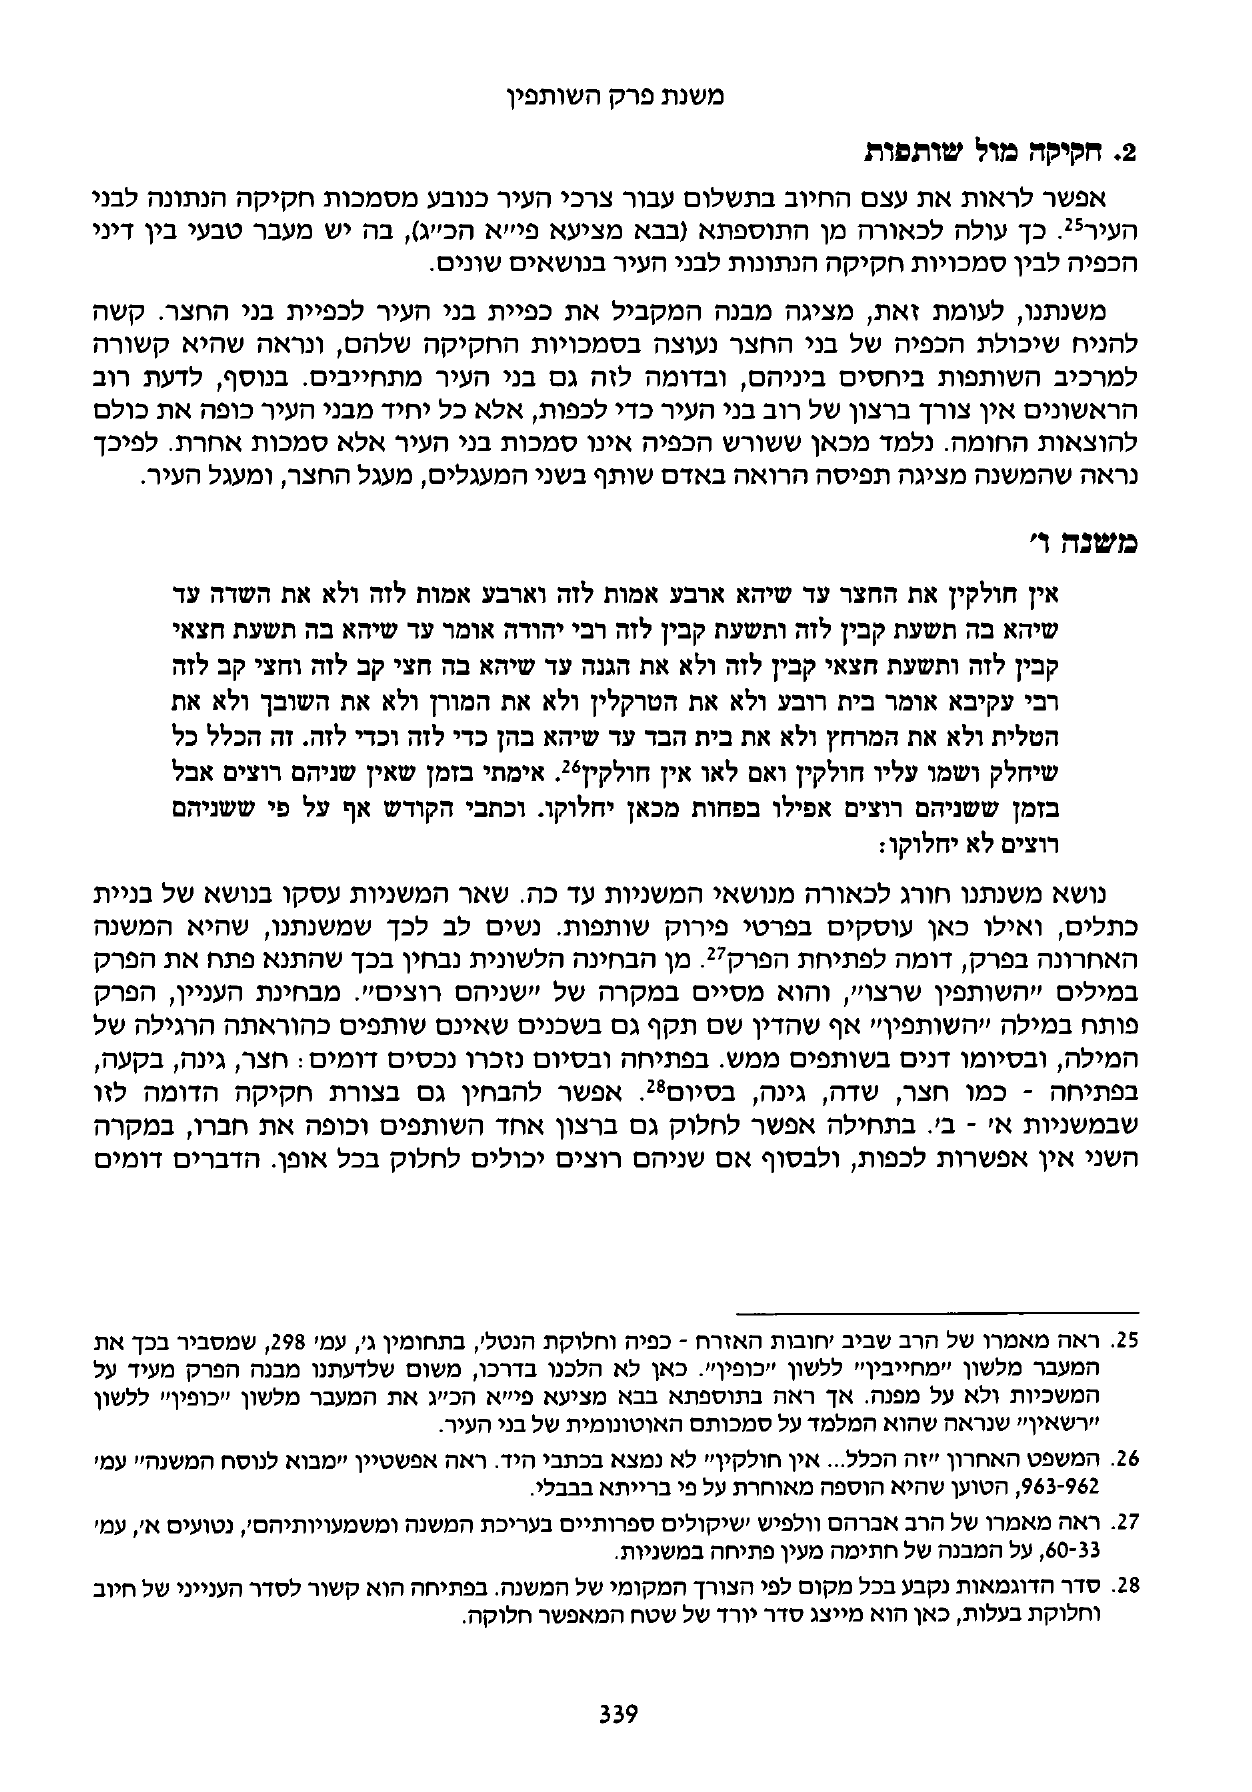 משנת פרק השותפין
2. חקיקה מול שותפות
אפשר לראות את עצם החיוב בתשלום עבור צרכי העיר כנובע מסמכות חקיקה הנתונה לבני
העיר25. כך עולה לכאורה מן התוספתא (בבא מציעא פי״א הכ״ג), בה יש מעבר טבעי בין דיני
הכפיה לבין סמכויות חקיקה הנתונות לבני העיר בנושאים שונים.
משנתנו, לעומת זאת, מציגה מבנה המקביל את כפיית בני העיר לכפיית בני החצר. קשה
להניח שיכולת הכפיה של בני החצר נעוצה בסמכויות החקיקה שלהם, ונראה שהיא קשורה
למרכיב השותפות ביחסים ביניהם, ובדומה לזה גם בני העיר מתחייבים. בנוסף, לדעת רוב
הראשונים אין צורך ברצון של רוב בני העיר כדי לכפות, אלא כל יחיד מבני העיר כופה את כולם
להוצאות החומה. נלמד מכאן ששורש הכפיה אינו סמכות בני העיר אלא סמכות אחרת. לפיכך
נראה שהמשנה מציגה תפיסה הרואה באדם שותף בשני המעגלים, מעגל החצר, ומעגל העיר.
משנה ו׳
אין חולקין את החצר עד שיהא ארבע אמות לזה וארבע אמות לזה ולא את השדה עד
שיהא בה תשעת קבין לזה ותשעת קבין לזה רבי יהודה אומר עד שיהא בה תשעת חצאי
קבין לזה ותשעת חצאי קבין לזה ולא את הגנה עד שיהא בה חצי קב לזה וחצי קב לזה
רבי עקיבא אומר בית רובע ולא את הטרקלין ולא את המורן ולא את השובך ולא את
הטלית ולא את המרחץ ולא את בית הבד עד שיהא בהן כדי לזה וכדי לזה. זה הכלל כל
שיחלק ושמו עליו חולקין ואם לאו אין חולקין26. אימתי בזמן שאין שניהם רוצים אבל
בזמן ששניהם רוצים אפילו בפחות מכאן יחלוקו. וכתבי הקודש אף על פי ששניהם
רוצים לא יחלוקו:
נושא משנתנו חורג לכאורה מנושאי המשניות עד כה. שאר המשניות עסקו בנושא של בניית
כתלים, ואילו כאן עוסקים בפרטי פירוק שותפות. נשים לב לכך שמשנתנו, שהיא המשנה
האחרונה בפרק, דומה לפתיחת הפרק27. מן הבחינה הלשונית נבחין בכך שהתנא פתח את הפרק
במילים ״השותפין שרצו״, והוא מסיים במקרה של ״שניהם רוצים״. מבחינת העניין, הפרק
פותח במילה ״השותפין״ אף שהדין שם תקף גם בשכנים שאינם שותפים כהוראתה הרגילה של
המילה, ובסיומו דנים בשותפים ממש. בפתיחה ובסיום נזכרו נכסים דומים: חצר, גינה, בקעה,
בפתיחה - כמו חצר, שדה, גינה, בסיום28. אפשר להבחין גם בצורת חקיקה הדומה לזו
שבמשניות א׳ - ב׳. בתחילה אפשר לחלוק גם ברצון אחד השותפים וכופה את חברו, במקרה
השני אין אפשרות לכפות, ולבסוף אם שניהם רוצים יכולים לחלוק בכל אופן. הדברים דומים
25. ראה מאמרו של הרב שביב ׳חובות האזרח - כפיה וחלוקת הנטל׳, בתחומין ג׳, עמ׳ 298, שמסביר בכך את
המעבר מלשון ״מחייבין״ ללשון ״כופין״. כאן לא הלכנו בדרכו, משום שלדעתנו מבנה הפרק מעיד על
המשכיות ולא על מפנה. אך ראה בתוספתא בבא מציעא פי״א הכ״ג את המעבר מלשון ״כופין״ ללשון
״רשאין״ שנראה שהוא המלמד על סמכותם האוטונומית של בני העיר.
26. המשפט האחרון ״זה הכלל... אין חולקין״ לא נמצא בכתבי היד. ראה אפשטיין ״מבוא לנוסח המשנה״ עמ׳
963-962, הטוען שהיא הוספה מאוחרת על פי ברייתא בבבלי.
27. ראה מאמרו של הרב אברהם וולפיש ׳שיקולים ספרותיים בעריכת המשנה ומשמעויותיהם׳, נטועים א׳, עמ׳
60-33, על המבנה של חתימה מעין פתיחה במשניות.
28. סדר הדוגמאות נקבע בכל מקום לפי הצורך המקומי של המשנה. בפתיחה הוא קשור לסדר הענייני של חיוב
וחלוקת בעלות, כאן הוא מייצג סדר יורד של שטח המאפשר חלוקה.
339